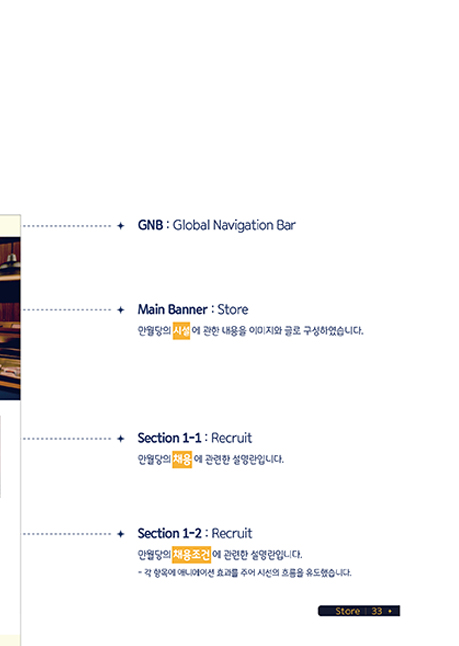 GNB : Global Navigation Bar
Main Banner : Store
만월당의 시설 에 관한 내용을 이미지와 글로 구성하였습니다.
Section 1-1 : Recruit
만월당의 채용 에 관련한 설명란입니다.
Section 1-2 : Recruit
만월당의 채용조건 에 관련한 설명란입니다.
- 각 항목에 애니메이션 효과를 주어 시선의 흐름을 유도했습니다.
Store | 33